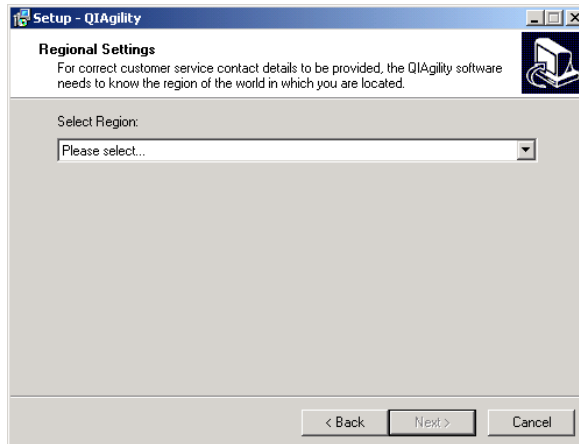 Setup - QIAgility
Regional Settings
For correct customer service contact details to be provided, the QIAgility software
needs to know the region of the world in which you are located.
Select Region:
Please select...
< Back
Next >
Cancel